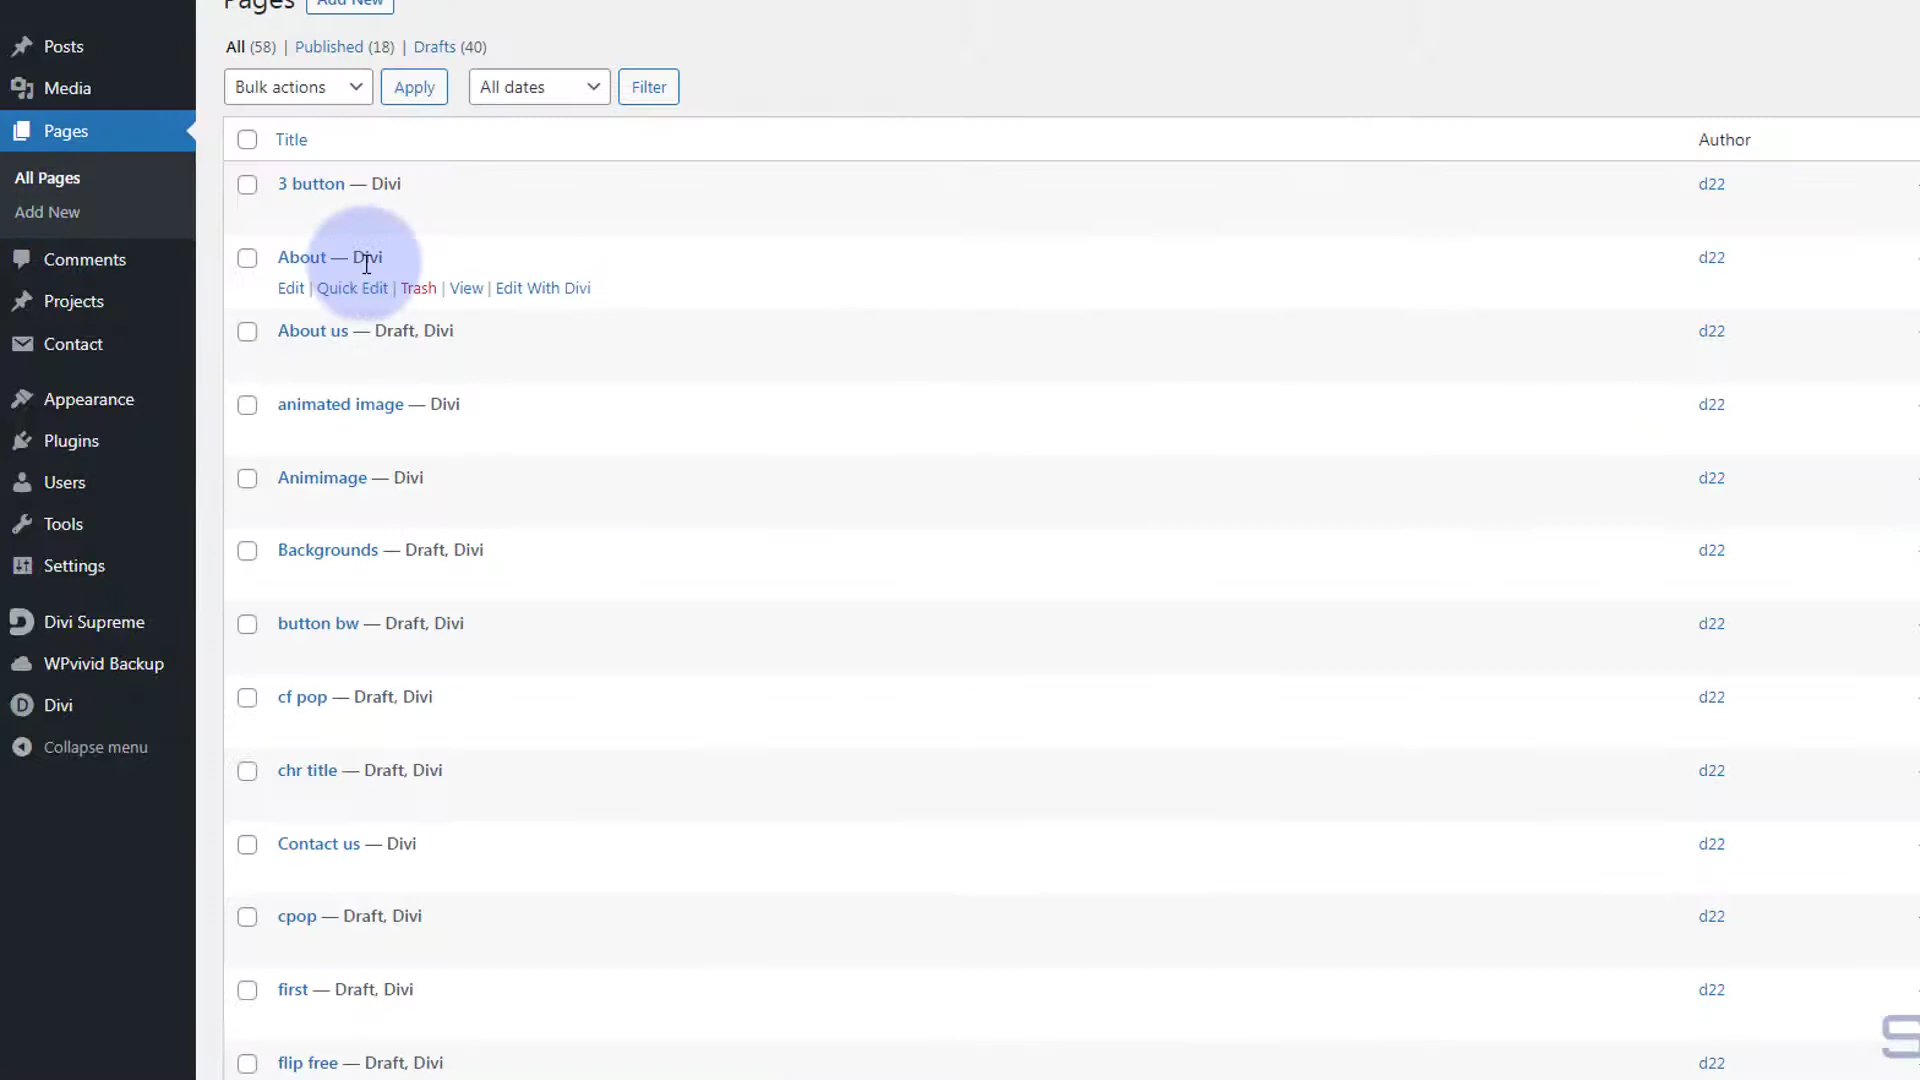 Pages Add New
All (58) | Published (18) | Drafts (40)
Bulk actions Apply All dates Filter
Title Author
3 button — Divi d22
About — Divi d22
Edit | Quick Edit | Trash | View | Edit With Divi
About us — Draft, Divi d22
animated image — Divi d22
Animimage — Divi d22
Backgrounds — Draft, Divi d22
button bw — Draft, Divi d22
cf pop — Draft, Divi d22
chr title — Draft, Divi d22
Contact us — Divi d22
cpop — Draft, Divi d22
first — Draft, Divi d22
flip free — Draft, Divi d22
Posts
Media
Pages
All Pages
Add New
Comments
Projects
Contact
Appearance
Plugins
Users
Tools
Settings
Divi Supreme
WPvivid Backup
Divi
Collapse menu
S